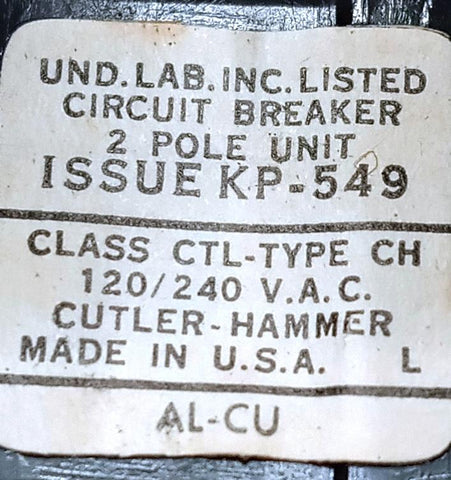 UND. LAB. INC. LISTED
CIRCUIT BREAKER
2 POLE UNIT
ISSUE KP-549
CLASS CTL-TYPE CH
120/240 V.A.C.
CUTLER-HAMMER
MADE IN U.S.A. L
AL-CU